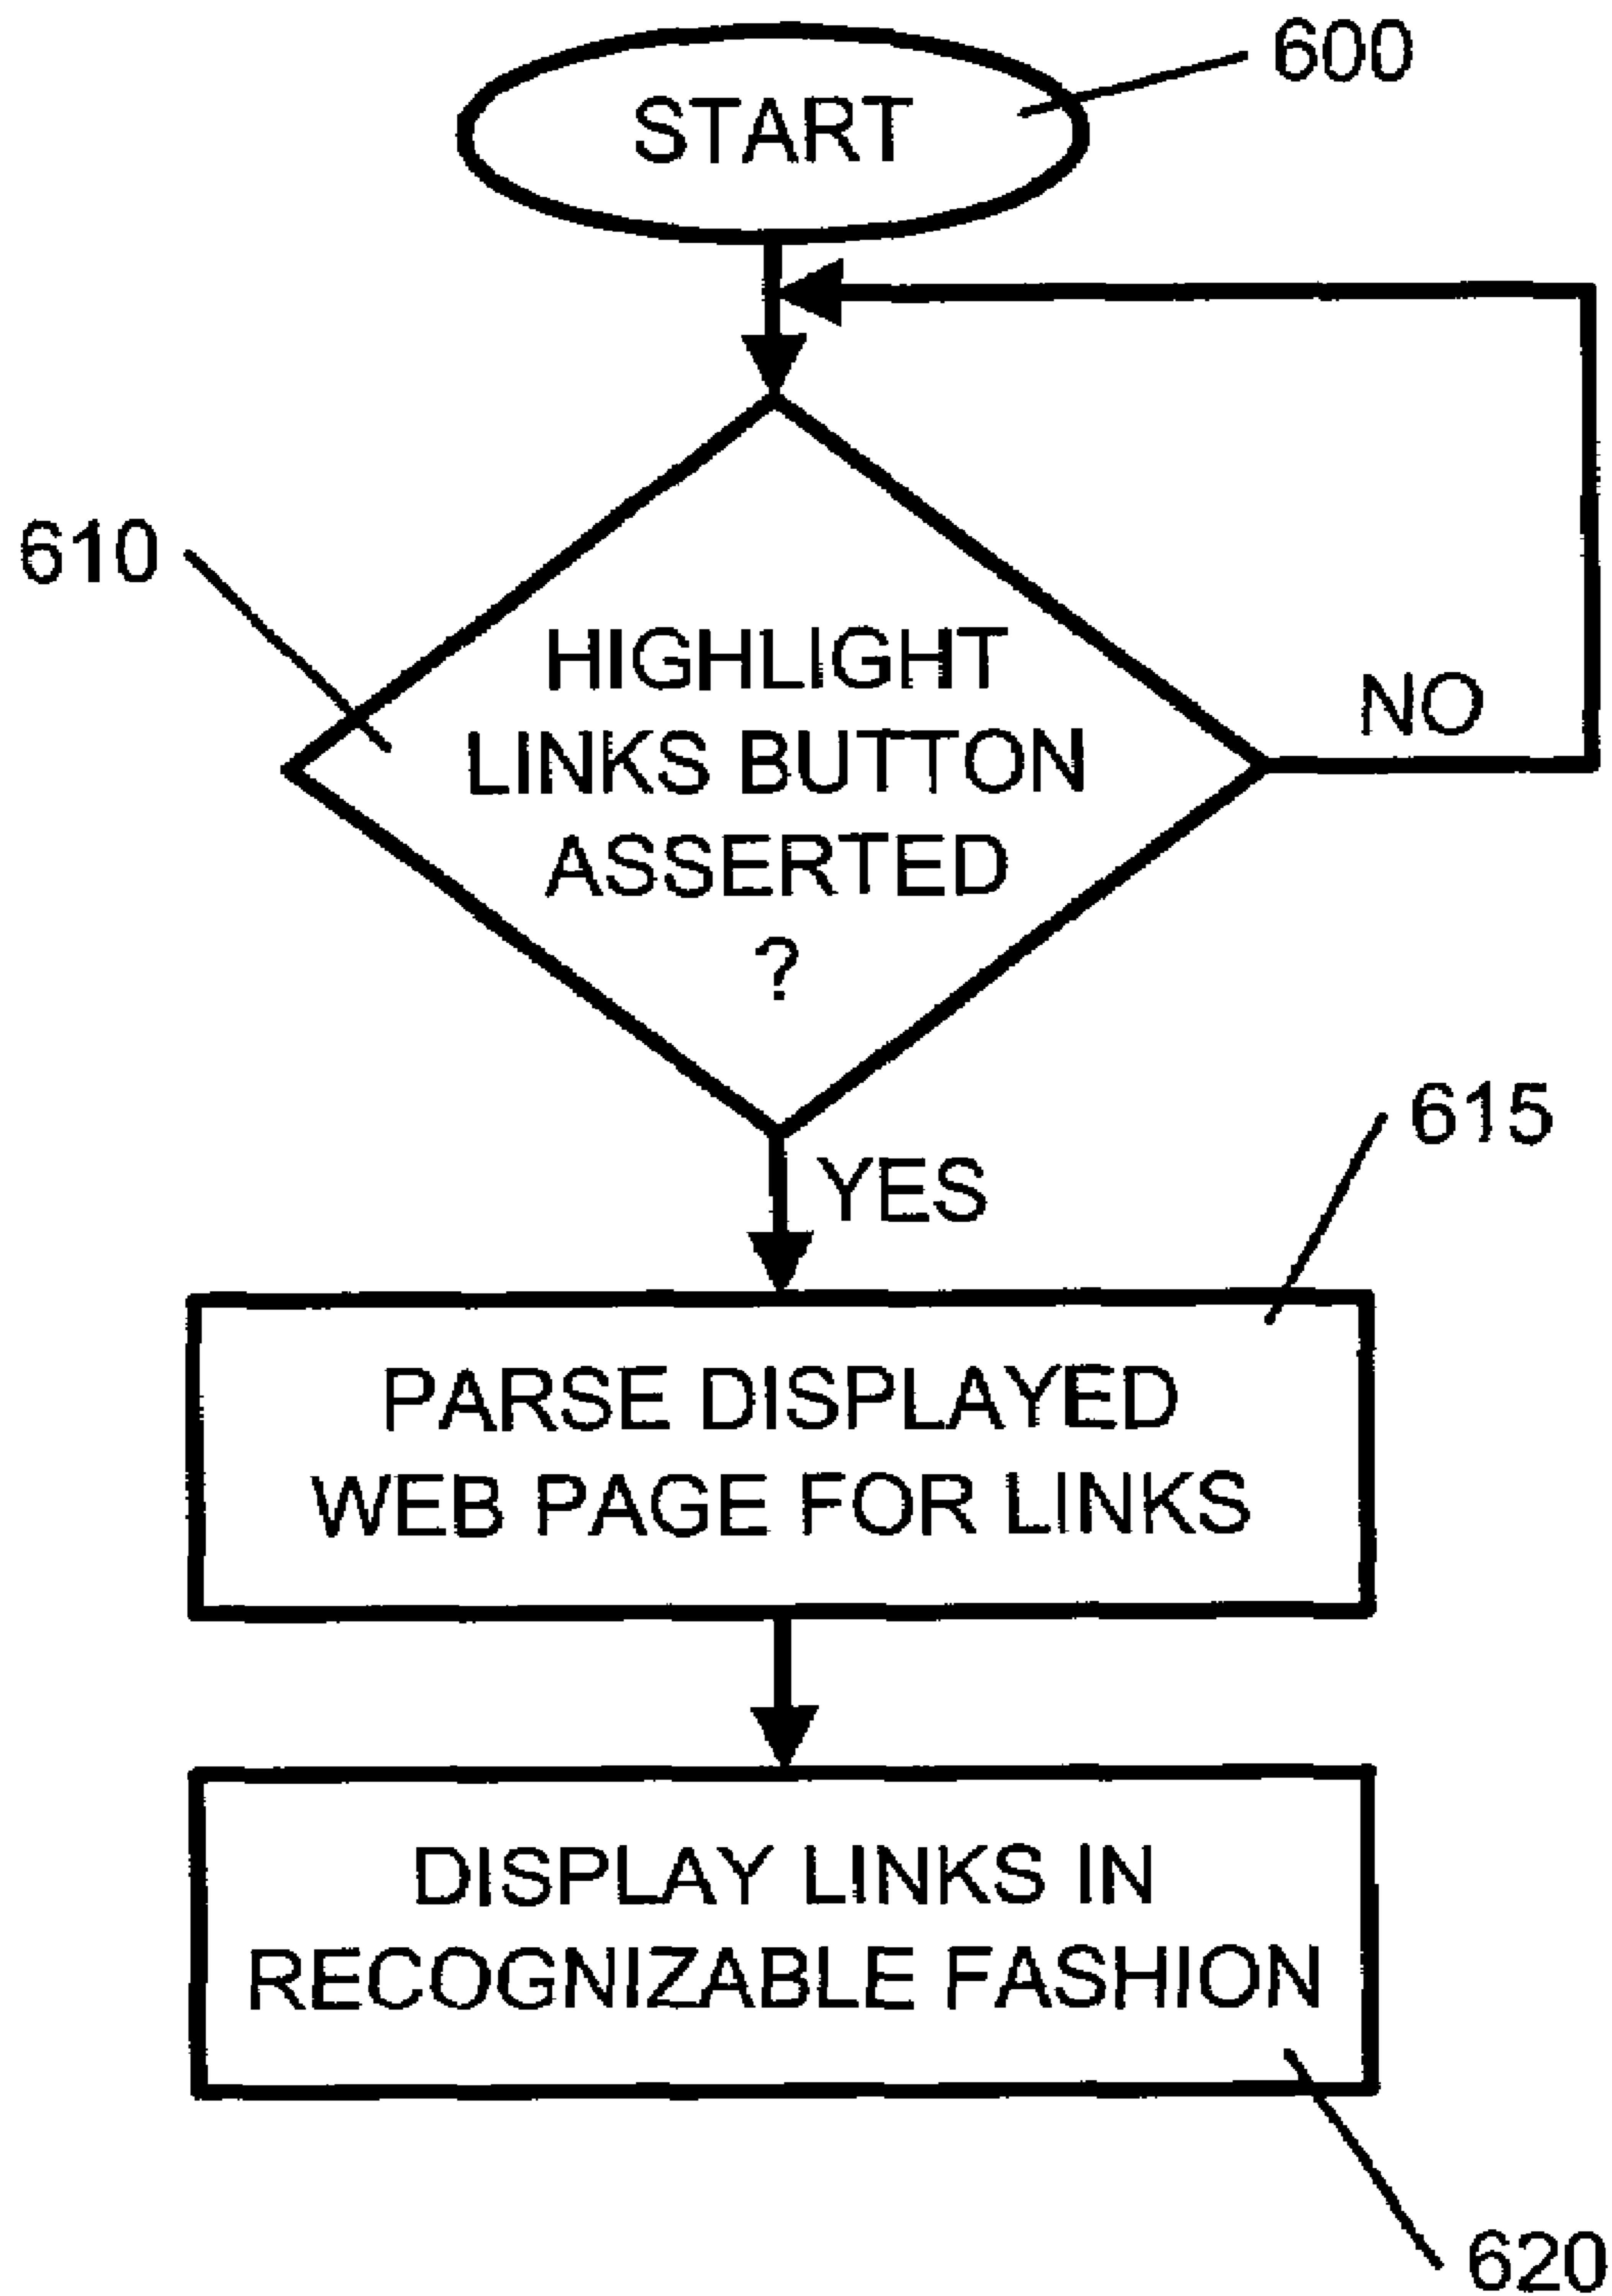 600
START
610
HIGHLIGHT
LINKS BUTTON
ASSERTED
?
NO
YES
615
PARSE DISPLAYED
WEB PAGE FOR LINKS
DISPLAY LINKS IN
RECOGNIZABLE FASHION
620